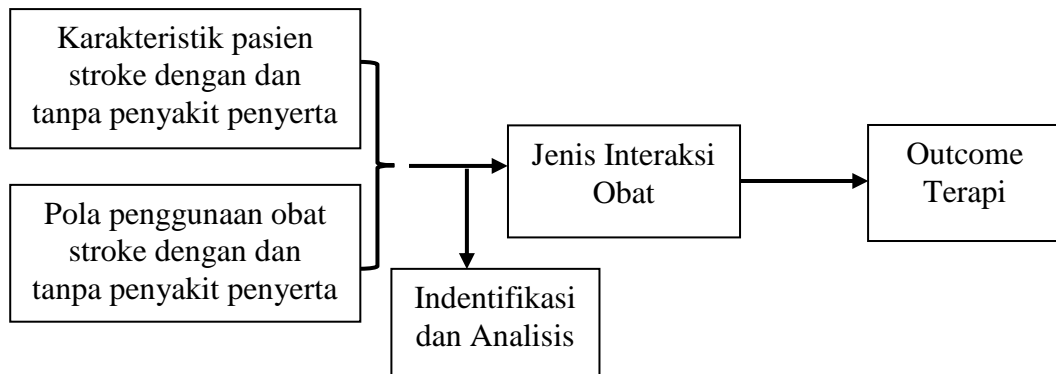 Karakteristik pasien
stroke dengan dan
tanpa penyakit penyerta
Pola penggunaan obat
stroke dengan dan
tanpa penyakit penyerta
Jenis Interaksi
Obat
Outcome
Terapi
Indentifikasi
dan Analisis